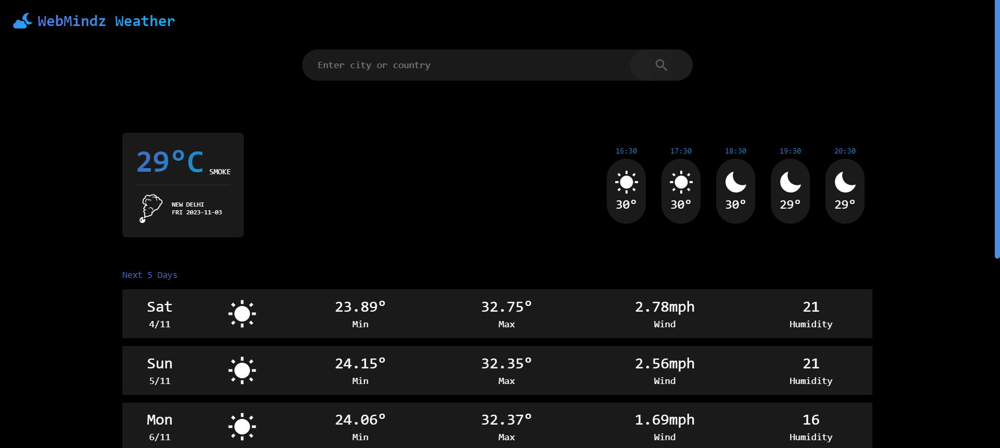 WebMindz Weather
Enter city or country
29°C SMOKE
NEW DELHI
FRI 2023-11-03
16:30 17:30 18:30 19:30 20:30
30° 30° 30° 29° 29°
Next 5 Days
Sat 23.89° 32.75° 2.78mph 21
4/11 Min Max Wind Humidity
Sun 24.15° 32.35° 2.56mph 21
5/11 Min Max Wind Humidity
Mon 24.06° 32.37° 1.69mph 16
6/11 Min Max Wind Humidity